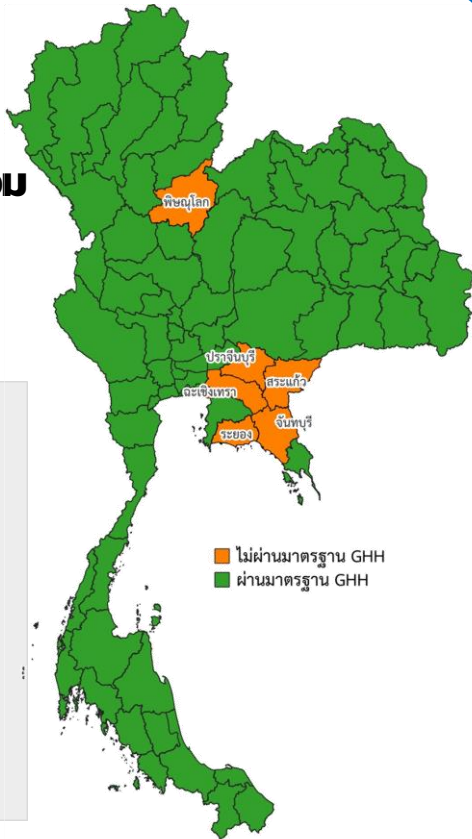 พิษณุโลก
ปราจีนบุรี
สระแก้ว
ฉะเชิงเทรา
จันทบุรี
ระยอง
ไม่ผ่านมาตรฐาน GHH
ผ่านมาตรฐาน GHH